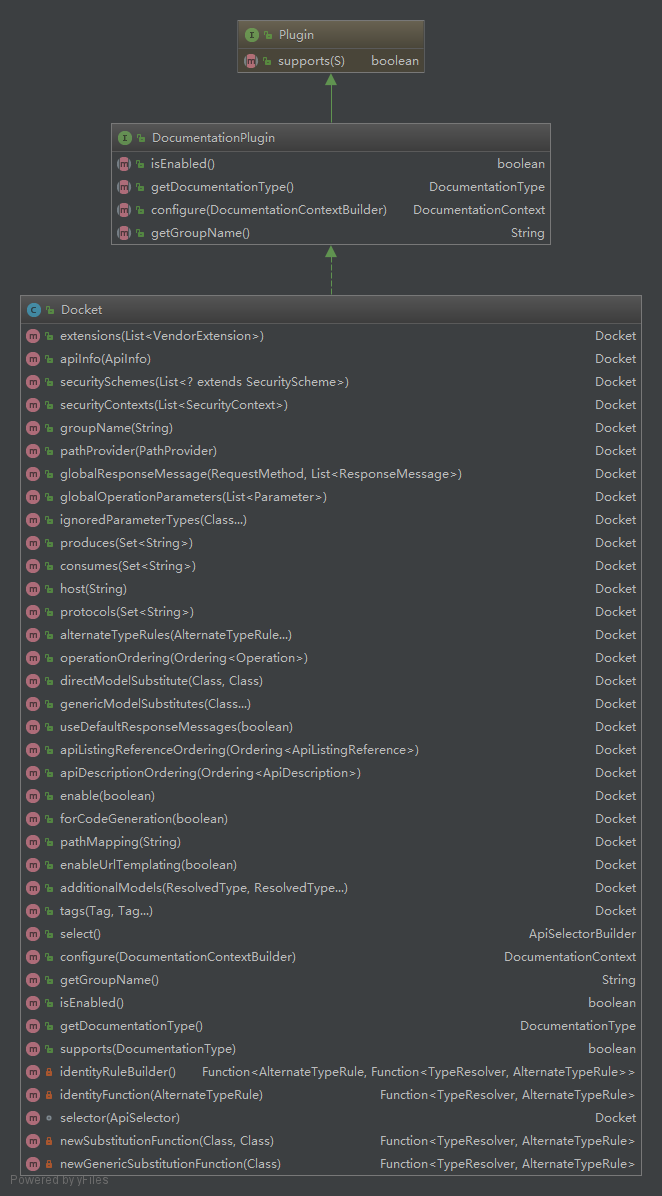 I Plugin
m supports(S) boolean
I DocumentationPlugin
m isEnabled() boolean
m getDocumentationType() DocumentationType
m configure(DocumentationContextBuilder) DocumentationContext
m getGroupName() String
C Docket
m extensions(List<VendorExtension>) Docket
m apiInfo(ApiInfo) Docket
m securitySchemes(List<? extends SecurityScheme>) Docket
m securityContexts(List<SecurityContext>) Docket
m groupName(String) Docket
m pathProvider(PathProvider) Docket
m globalResponseMessage(RequestMethod, List<ResponseMessage>) Docket
m globalOperationParameters(List<Parameter>) Docket
m ignoredParameterTypes(Class...) Docket
m produces(Set<String>) Docket
m consumes(Set<String>) Docket
m host(String) Docket
m protocols(Set<String>) Docket
m alternateTypeRules(AlternateTypeRule...) Docket
m operationOrdering(Ordering<Operation>) Docket
m directModelSubstitute(Class, Class) Docket
m genericModelSubstitutes(Class...) Docket
m useDefaultResponseMessages(boolean) Docket
m apiListingReferenceOrdering(Ordering<ApiListingReference>) Docket
m apiDescriptionOrdering(Ordering<ApiDescription>) Docket
m enable(boolean) Docket
m forCodeGeneration(boolean) Docket
m pathMapping(String) Docket
m enableUrlTemplating(boolean) Docket
m additionalModels(ResolvedType, ResolvedType...) Docket
m tags(Tag, Tag...) Docket
m select() ApiSelectorBuilder
m configure(DocumentationContextBuilder) DocumentationContext
m getGroupName() String
m isEnabled() boolean
m getDocumentationType() DocumentationType
m supports(DocumentationType) boolean
m identityRuleBuilder() Function<AlternateTypeRule, Function<TypeResolver, AlternateTypeRule>>
m identityFunction(AlternateTypeRule) Function<TypeResolver, AlternateTypeRule>
m selector(ApiSelector) Docket
m newSubstitutionFunction(Class, Class) Function<TypeResolver, AlternateTypeRule>
m newGenericSubstitutionFunction(Class) Function<TypeResolver, AlternateTypeRule>
Powered by yFiles